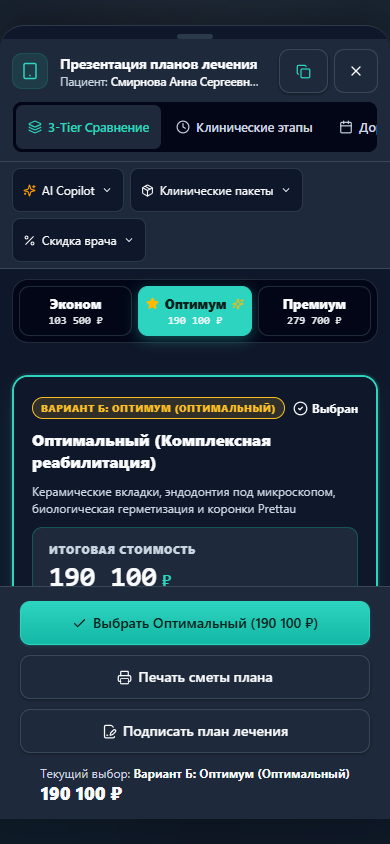 Презентация планов лечения
Пациент: Смирнова Анна Сергеевн...
3-Tier Сравнение
Клинические этапы
AI Copilot
Клинические пакеты
Скидка врача
Эконом
103 500 ₽
Оптимум
190 100 ₽
Премиум
279 700 ₽
ВАРИАНТ Б: ОПТИМУМ (ОПТИМАЛЬНЫЙ)
Выбран
Оптимальный (Комплексная
реабилитация)
Керамические вкладки, эндодонтия под микроскопом,
биологическая герметизация и коронки Prettau
ИТОГОВАЯ СТОИМОСТЬ
190 100 ₽
Выбрать Оптимальный (190 100 ₽)
Печать сметы плана
Подписать план лечения
Текущий выбор: Вариант Б: Оптимум (Оптимальный)
190 100 ₽